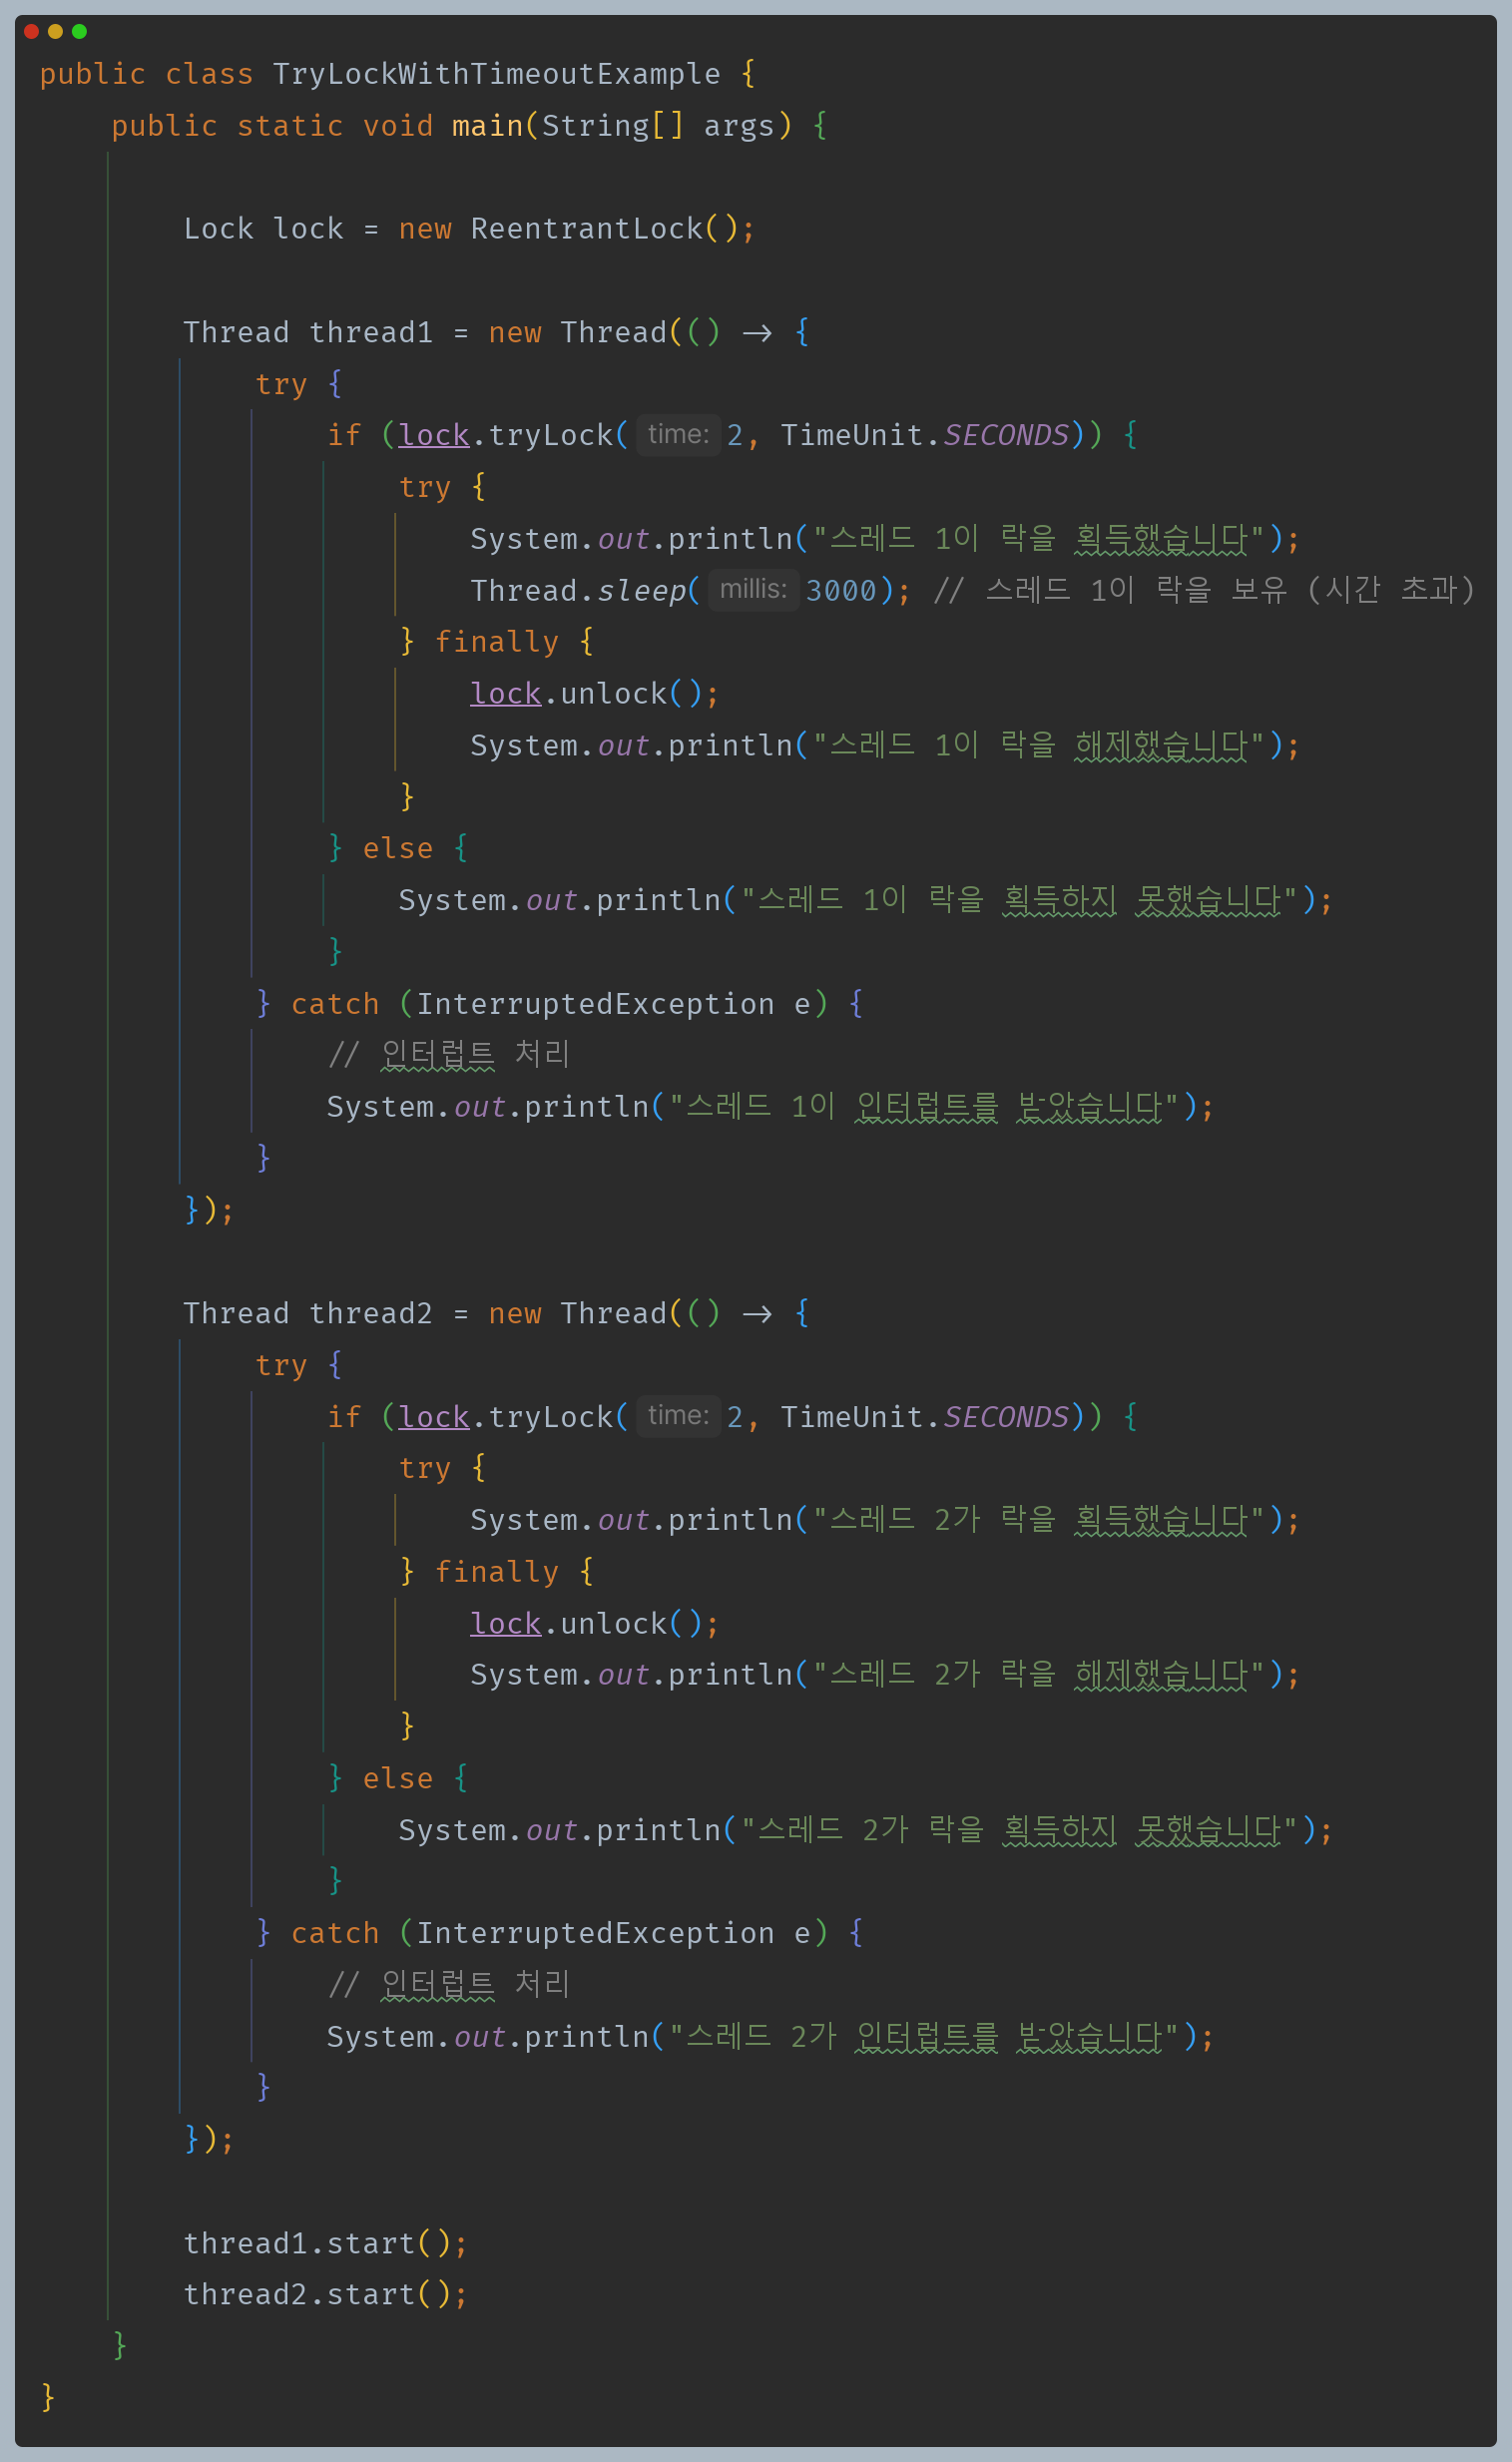 public class TryLockWithTimeoutExample {
    public static void main(String[] args) {
        Lock lock = new ReentrantLock();
        Thread thread1 = new Thread(() -> {
            try {
                if (lock.tryLock( time: 2, TimeUnit.SECONDS)) {
                    try {
                        System.out.println("스레드 1이 락을 획득했습니다");
                        Thread.sleep( millis: 3000); // 스레드 1이 락을 보유 (시간 초과)
                    } finally {
                        lock.unlock();
                        System.out.println("스레드 1이 락을 해제했습니다");
                    }
                } else {
                    System.out.println("스레드 1이 락을 획득하지 못했습니다");
                }
            } catch (InterruptedException e) {
                // 인터럽트 처리
                System.out.println("스레드 1이 인터럽트를 받았습니다");
            }
        });
        Thread thread2 = new Thread(() -> {
            try {
                if (lock.tryLock( time: 2, TimeUnit.SECONDS)) {
                    try {
                        System.out.println("스레드 2가 락을 획득했습니다");
                    } finally {
                        lock.unlock();
                        System.out.println("스레드 2가 락을 해제했습니다");
                    }
                } else {
                    System.out.println("스레드 2가 락을 획득하지 못했습니다");
                }
            } catch (InterruptedException e) {
                // 인터럽트 처리
                System.out.println("스레드 2가 인터럽트를 받았습니다");
            }
        });
        thread1.start();
        thread2.start();
    }
}